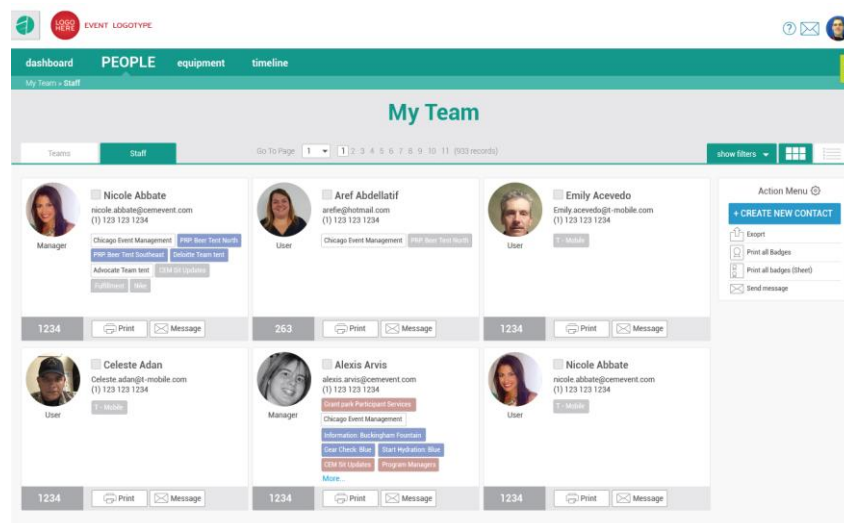 LOGO
HERE
EVENT LOGOTYPE
?
dashboard PEOPLE equipment timeline
My Team » Staff
My Team
Teams Staff
Go To Page 1 1 2 3 4 5 6 7 8 9 10 11 (933 records)
show filters
Nicole Abbate
nicole.abbate@cemevent.com
(1) 123 123 1234
Manager
Chicago Event Management PRP. Beer Tent North
PRP. Beer Tent Southeast Deloitte Team tent
Advocate Team tent CEM Sit Updates
Fulfillment Nike
1234 Print Message
Aref Abdellatif
arefie@hotmail.com
(1) 123 123 1234
User
Chicago Event Management PRP. Beer Tent North
263 Print Message
Emily Acevedo
Emily.acevedo@t-mobile.com
(1) 123 123 1234
User
T - Mobile
1234 Print Message
Action Menu
+ CREATE NEW CONTACT
Exoprt
Print all Badges
Print all badges (Sheet)
Send message
Celeste Adan
Celeste.adan@t-mobile.com
(1) 123 123 1234
User
T - Mobile
1234 Print Message
Alexis Arvis
alexis.arvis@cemevent.com
(1) 123 123 1234
Manager
Grant park Participant Services
Chicago Event Management
Information: Buckingham Fountain
Gear Check: Blue Start Hydration: Blue
CEM Sit Updates Program Managers
More...
1234 Print Message
Nicole Abbate
nicole.abbate@cemevent.com
(1) 123 123 1234
User
T - Mobile
1234 Print Message